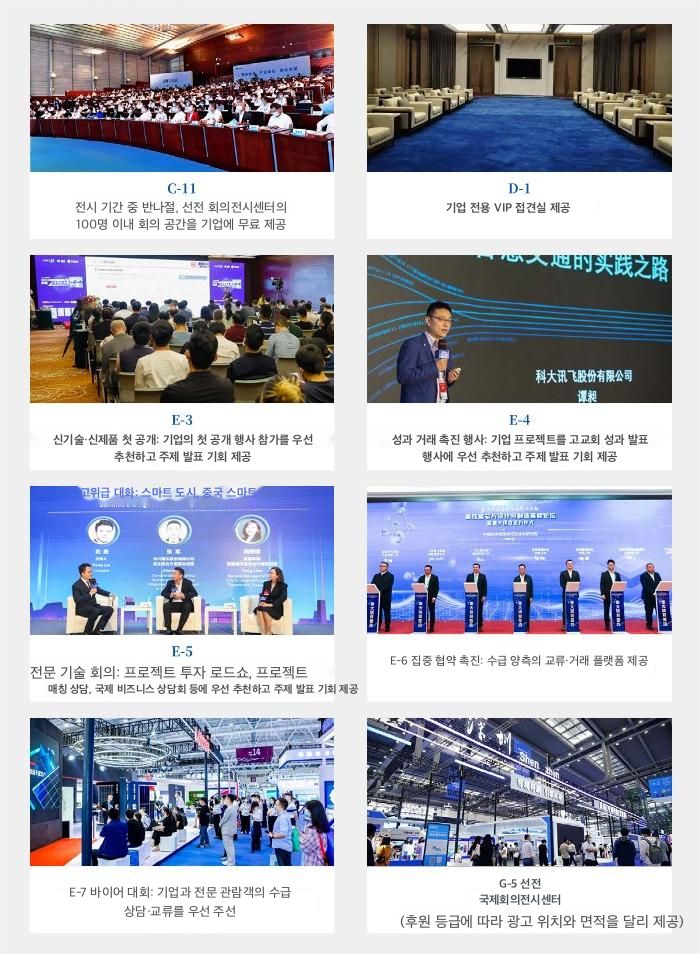 C-11
전시 기간 중 반나절, 선전 회의전시센터의
100명 이내 회의 공간을 기업에 무료 제공
D-1
기업 전용 VIP 접견실 제공
E-3
신기술·신제품 첫 공개: 기업의 첫 공개 행사 참가를 우선
추천하고 주제 발표 기회 제공
的实践之路
科大讯飞股份有限公司
谭昶
E-4
성과 거래 촉진 행사: 기업 프로젝트를 고교회 성과 발표
행사에 우선 추천하고 주제 발표 기회 제공
고위급 대화: 스마트 도시, 중국 스마트
E-5
전문 기술 회의: 프로젝트 투자 로드쇼, 프로젝트
매칭 상담, 국제 비즈니스 상담회 등에 우선 추천하고 주제 발표 기회 제공
E-6 집중 협약 촉진: 수급 양측의 교류·거래 플랫폼 제공
14
E-7 바이어 대회: 기업과 전문 관람객의 수급
상담·교류를 우선 주선
深圳
Shen Zhen
G-5 선전
국제회의전시센터
(후원 등급에 따라 광고 위치와 면적을 달리 제공)